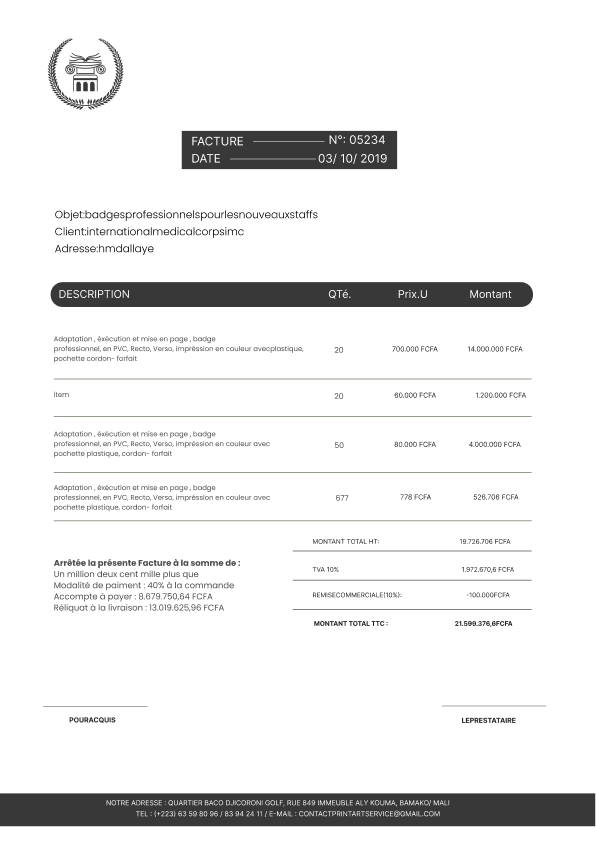 FACTURE N°: 05234
DATE 03/ 10/ 2019
Objet:badgesprofessionnelspourlesnouveauxstaffs
Client:internationalmedicalcorpsimc
Adresse:hmdallaye
DESCRIPTION QTé. Prix.U Montant
Adaptation , éxécution et mise en page , badge
professionnel, en PVC, Recto, Verso, impréssion en couleur avecplastique,
pochette cordon- forfait
20 700.000 FCFA 14.000.000 FCFA
Item 20 60.000 FCFA 1.200.000 FCFA
Adaptation , éxécution et mise en page , badge
professionnel, en PVC, Recto, Verso, impréssion en couleur avec
pochette plastique, cordon- forfait
50 80.000 FCFA 4.000.000 FCFA
Adaptation , éxécution et mise en page , badge
professionnel, en PVC, Recto, Verso, impréssion en couleur avec
pochette plastique, cordon- forfait
677 778 FCFA 526.706 FCFA
MONTANT TOTAL HT: 19.726.706 FCFA
TVA 10% 1.972.670,6 FCFA
REMISECOMMERCIALE(10%): -100.000FCFA
MONTANT TOTAL TTC : 21.599.376,6FCFA
Arrêtée la présente Facture à la somme de :
Un million deux cent mille plus que
Modalité de paiment : 40% à la commande
Accompte à payer : 8.679.750,64 FCFA
Réliquat à la livraison : 13.019.625,96 FCFA
POURACQUIS LEPRESTATAIRE
NOTRE ADRESSE : QUARTIER BACO DJICORONI GOLF, RUE 849 IMMEUBLE ALY KOUMA, BAMAKO/ MALI
TEL : (+223) 63 59 80 96 / 83 94 24 11 / E-MAIL : CONTACTPRINTARTSERVICE@GMAIL.COM